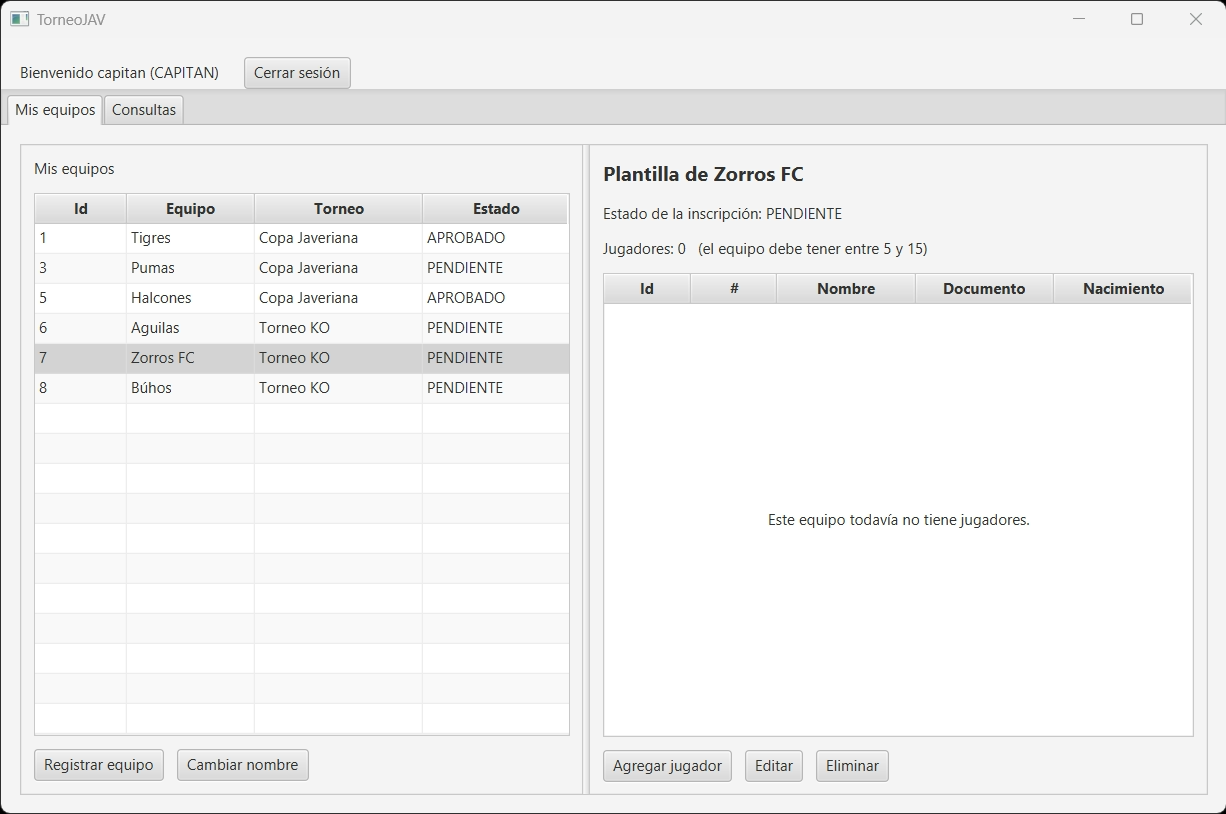 TorneoJAV
Bienvenido capitan (CAPITAN) Cerrar sesión
Mis equipos Consultas
Mis equipos
Id Equipo Torneo Estado
1 Tigres Copa Javeriana APROBADO
3 Pumas Copa Javeriana PENDIENTE
5 Halcones Copa Javeriana APROBADO
6 Aguilas Torneo KO PENDIENTE
7 Zorros FC Torneo KO PENDIENTE
8 Búhos Torneo KO PENDIENTE
Registrar equipo Cambiar nombre
Plantilla de Zorros FC
Estado de la inscripción: PENDIENTE
Jugadores: 0 (el equipo debe tener entre 5 y 15)
Id # Nombre Documento Nacimiento
Este equipo todavía no tiene jugadores.
Agregar jugador Editar Eliminar